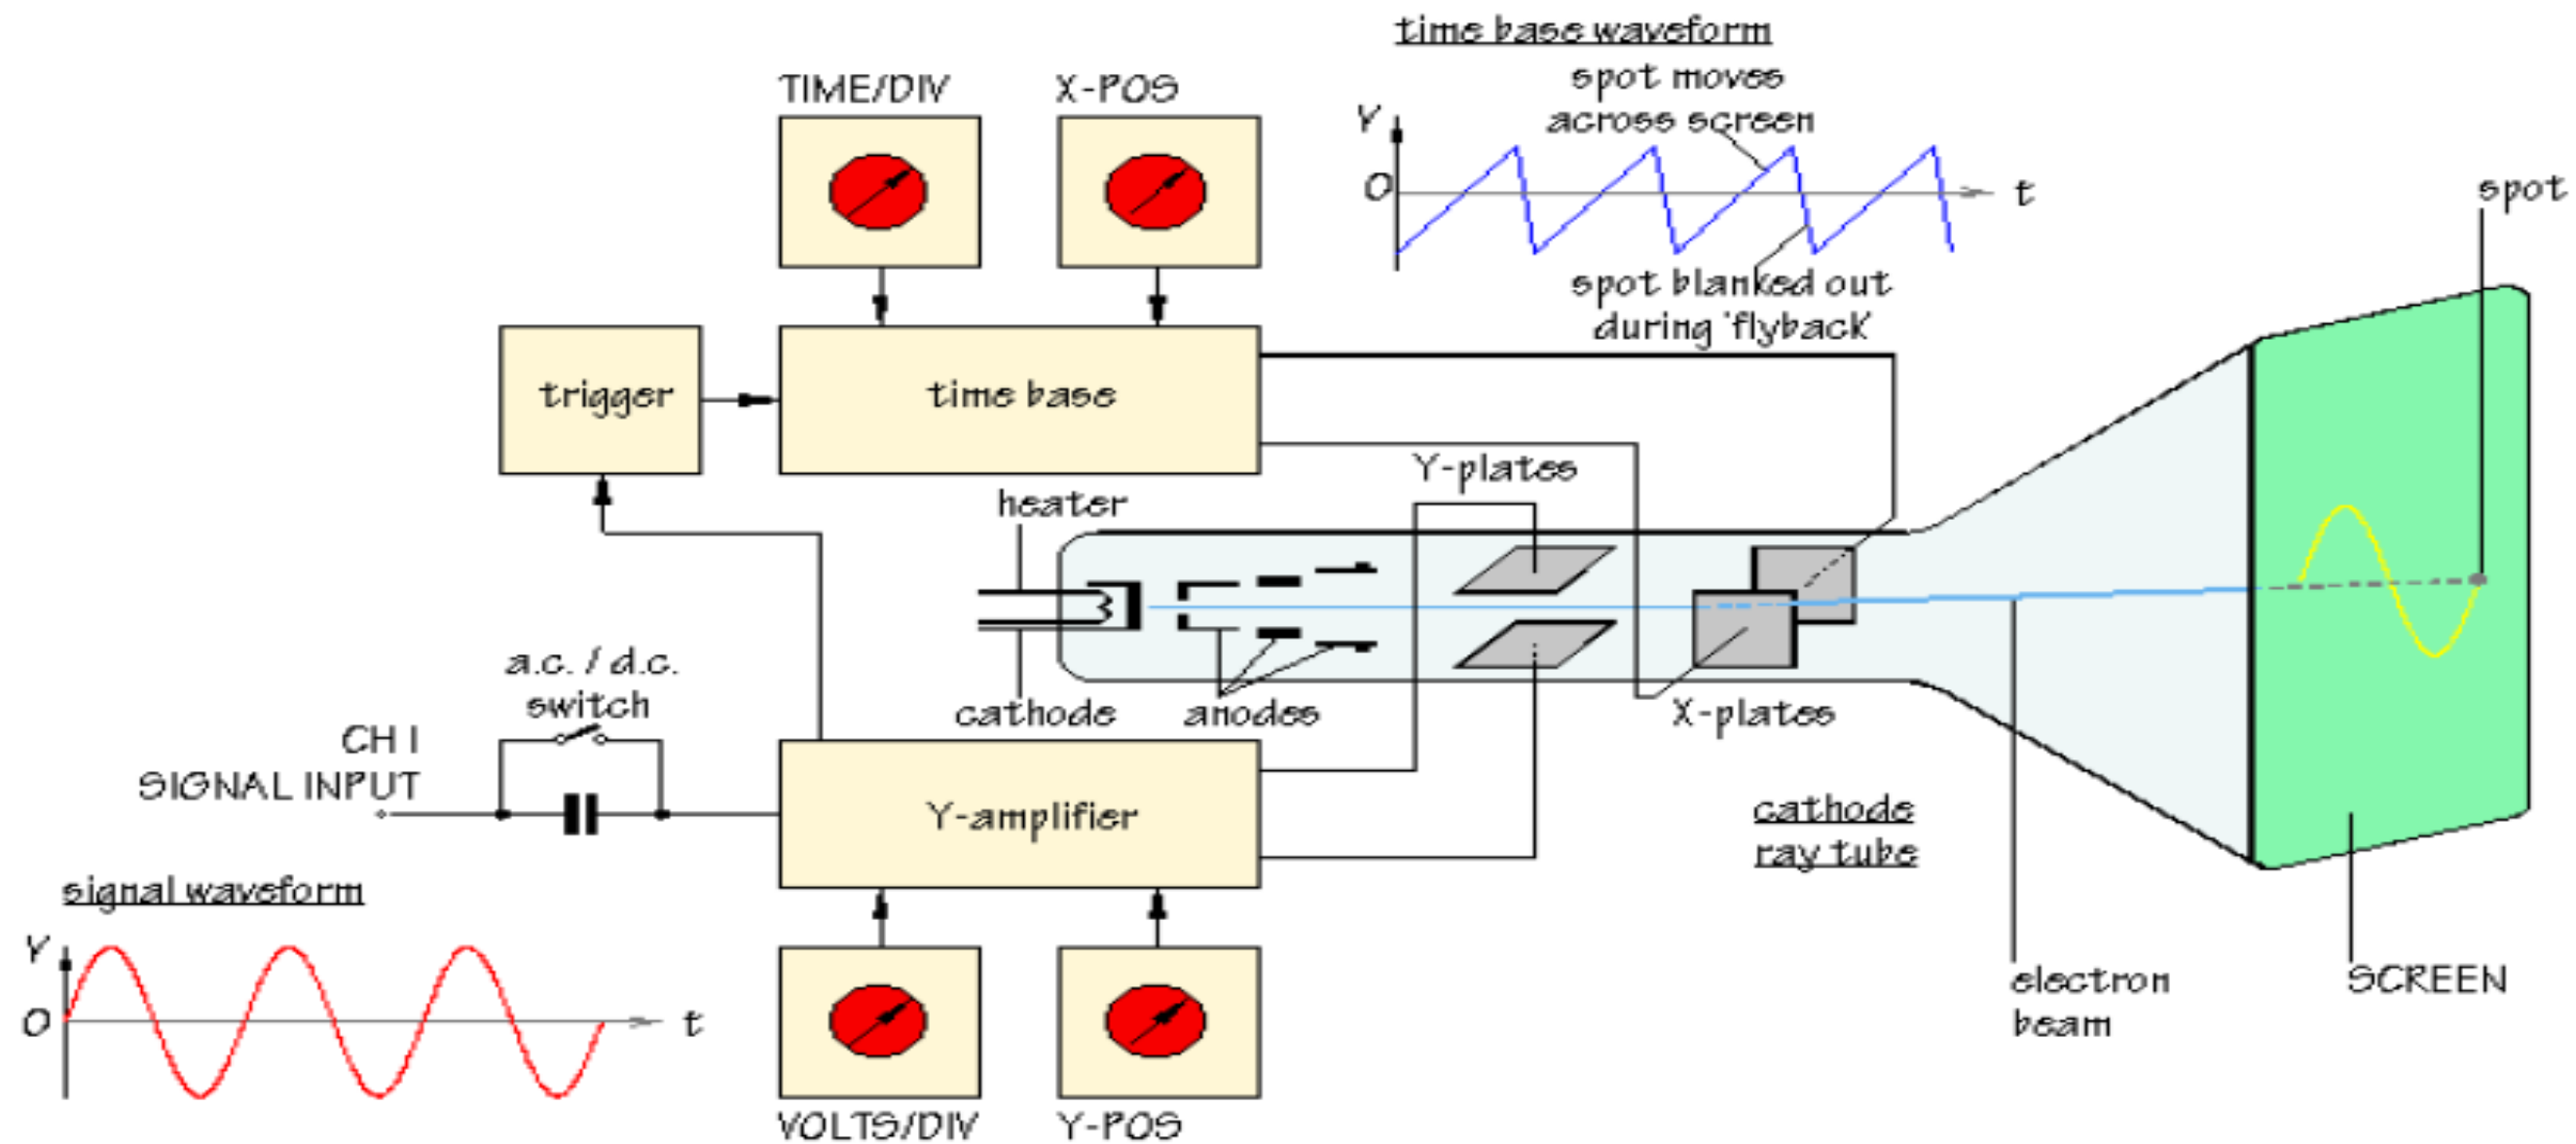 time base waveform
TIME/DIV
X-POS
spot moves
across screen
Y
O
t
spot
spot blanked out
during 'flyback'
trigger
time base
Y-plates
heater
a.c. / d.c.
switch
cathode
anodes
X-plates
CH I
SIGNAL INPUT
Y-amplifier
cathode
ray tube
signal waveform
Y
O
t
electron
beam
SCREEN
VOLTS/DIV
Y-POS